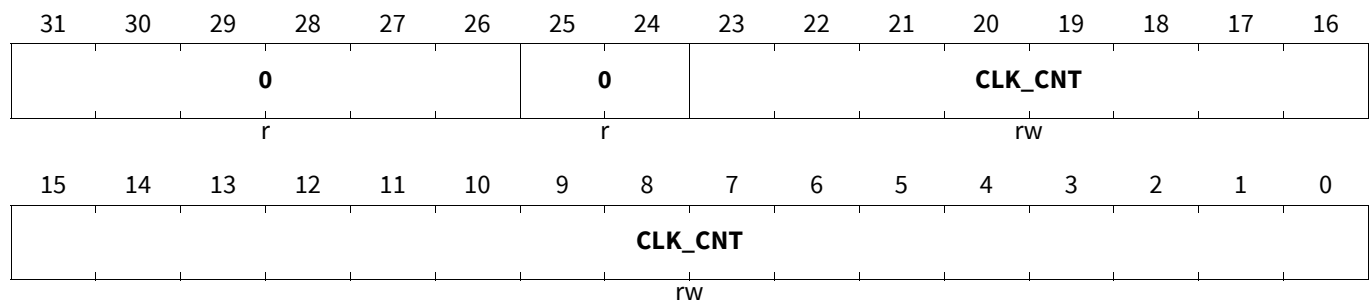 31 30 29 28 27 26 25 24 23 22 21 20 19 18 17 16
0 0 CLK_CNT
r r rw
15 14 13 12 11 10 9 8 7 6 5 4 3 2 1 0
CLK_CNT
rw